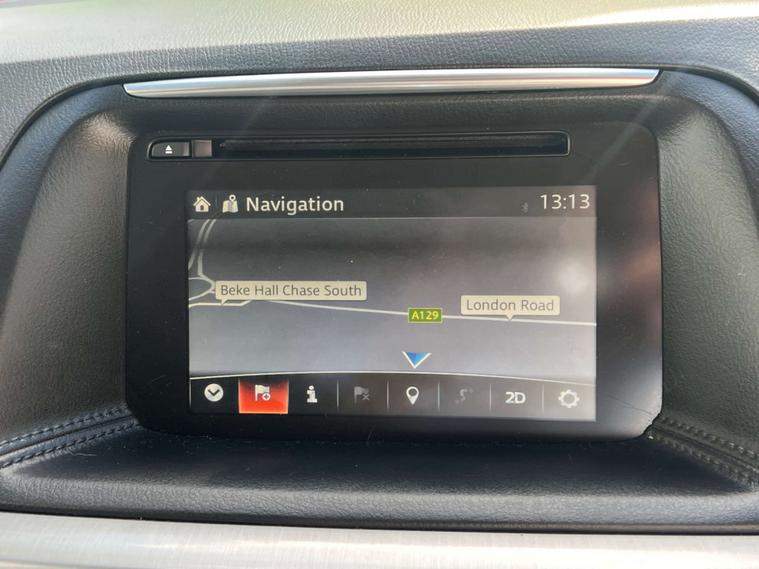 Navigation
13:13
Beke Hall Chase South
London Road
A129
2D